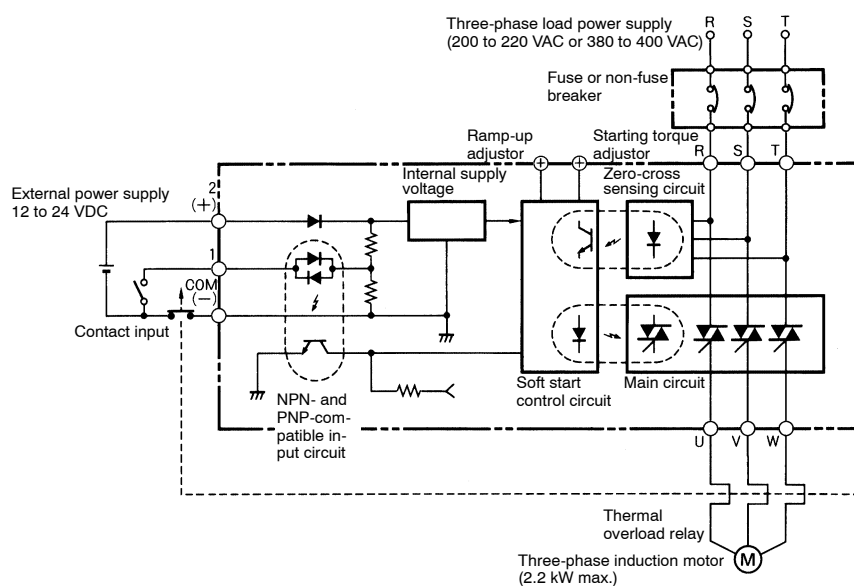 Three-phase load power supply
(200 to 220 VAC or 380 to 400 VAC)
R S T
Fuse or non-fuse
breaker
Ramp-up
adjustor
Starting torque
adjustor
R S T
External power supply
12 to 24 VDC
2
(+)
Internal supply
voltage
Zero-cross
sensing circuit
1
COM
(−)
Contact input
Soft start
control circuit
Main circuit
NPN- and
PNP-com-
patible in-
put circuit
U V W
Thermal
overload relay
M
Three-phase induction motor
(2.2 kW max.)